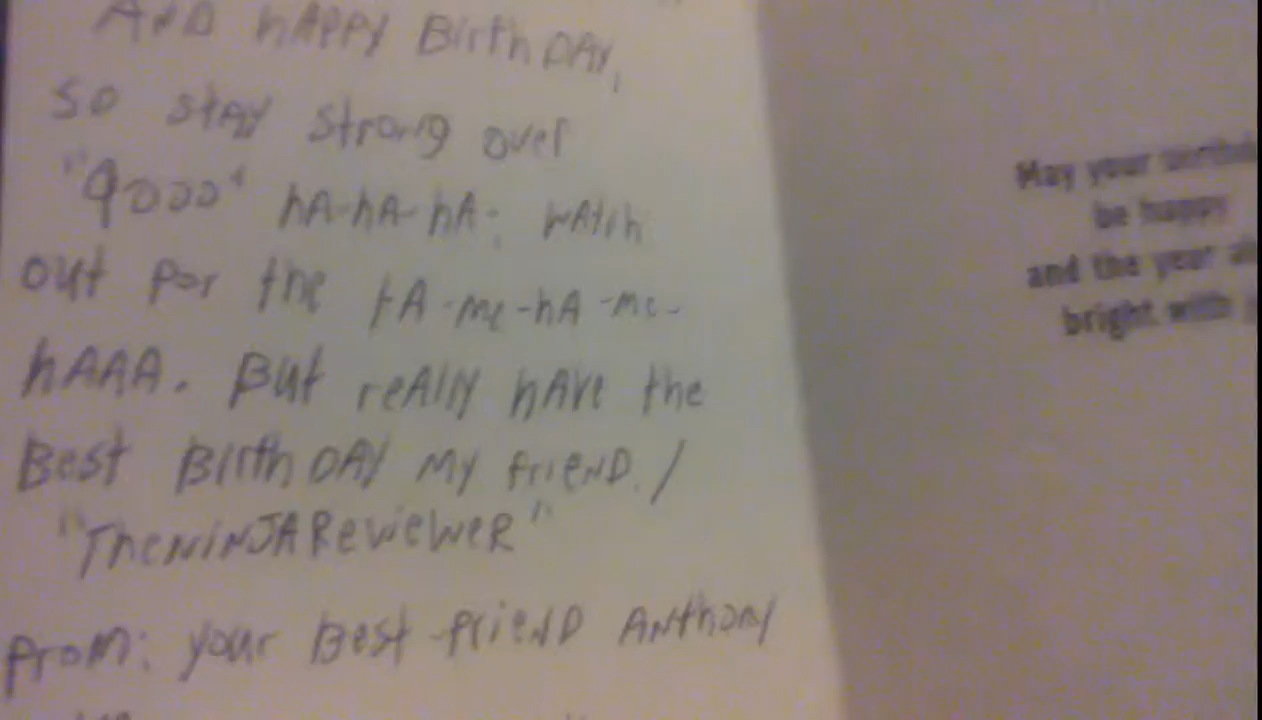 AND hAPPY BirthDAY,
so stay strong over
"9000" hA-hA-hA; watch
out for the kA-me-hA-me-
hAAA. But reAlly hAve the
Best BirthDAY my frieND./
"TheNiNJAReviewer"
from: your Best frieND ANthony
May your
be happy
and the year
bright with